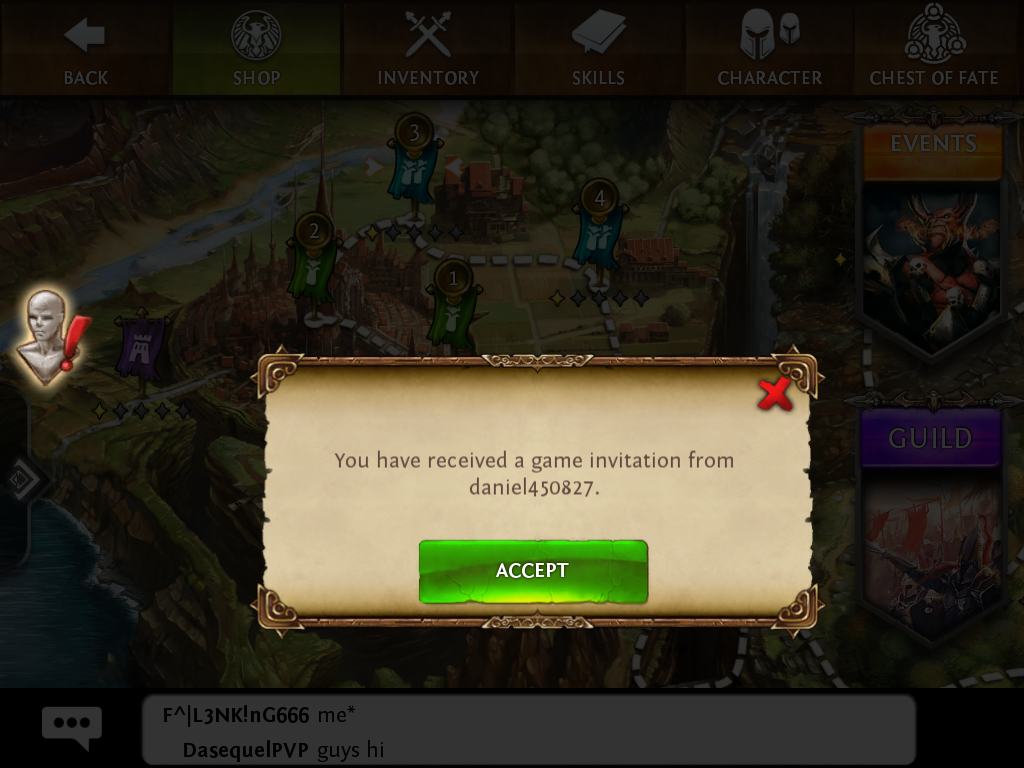 BACK
SHOP
INVENTORY
SKILLS
CHARACTER
CHEST OF FATE
3
EVENTS
4
2
1
GUILD
You have received a game invitation from
daniel450827.
ACCEPT
F^|L3NK!nG666 me*
DasequelPVP guys hi